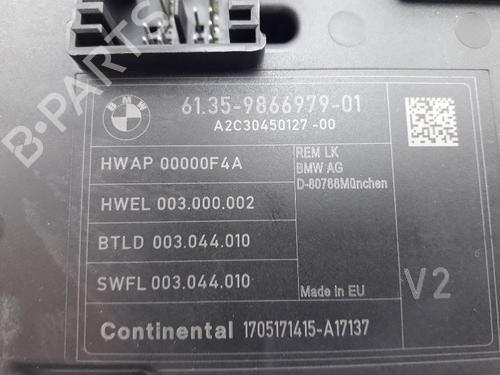 B-PARTS
BMW
61.35-9866979-01
A2C30450127-00
HWAP 00000F4A
REM LK
BMW AG
D-80788München
HWEL 003.000.002
BTLD 003.044.010
SWFL 003.044.010
Made in EU
V2
Continental 1705171415-A17137